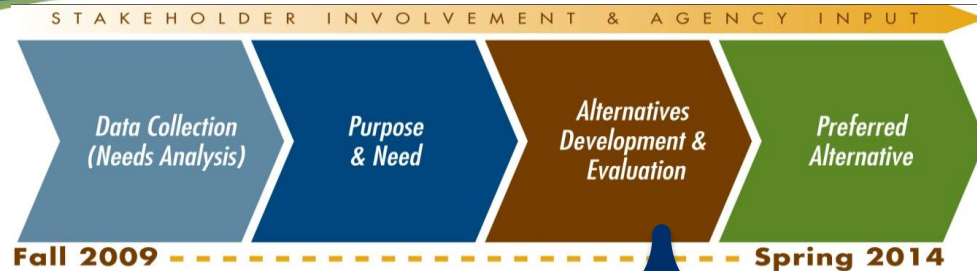 STAKEHOLDER INVOLVEMENT & AGENCY INPUT
Data Collection
(Needs Analysis)
Purpose
& Need
Alternatives
Development &
Evaluation
Preferred
Alternative
Fall 2009
Spring 2014